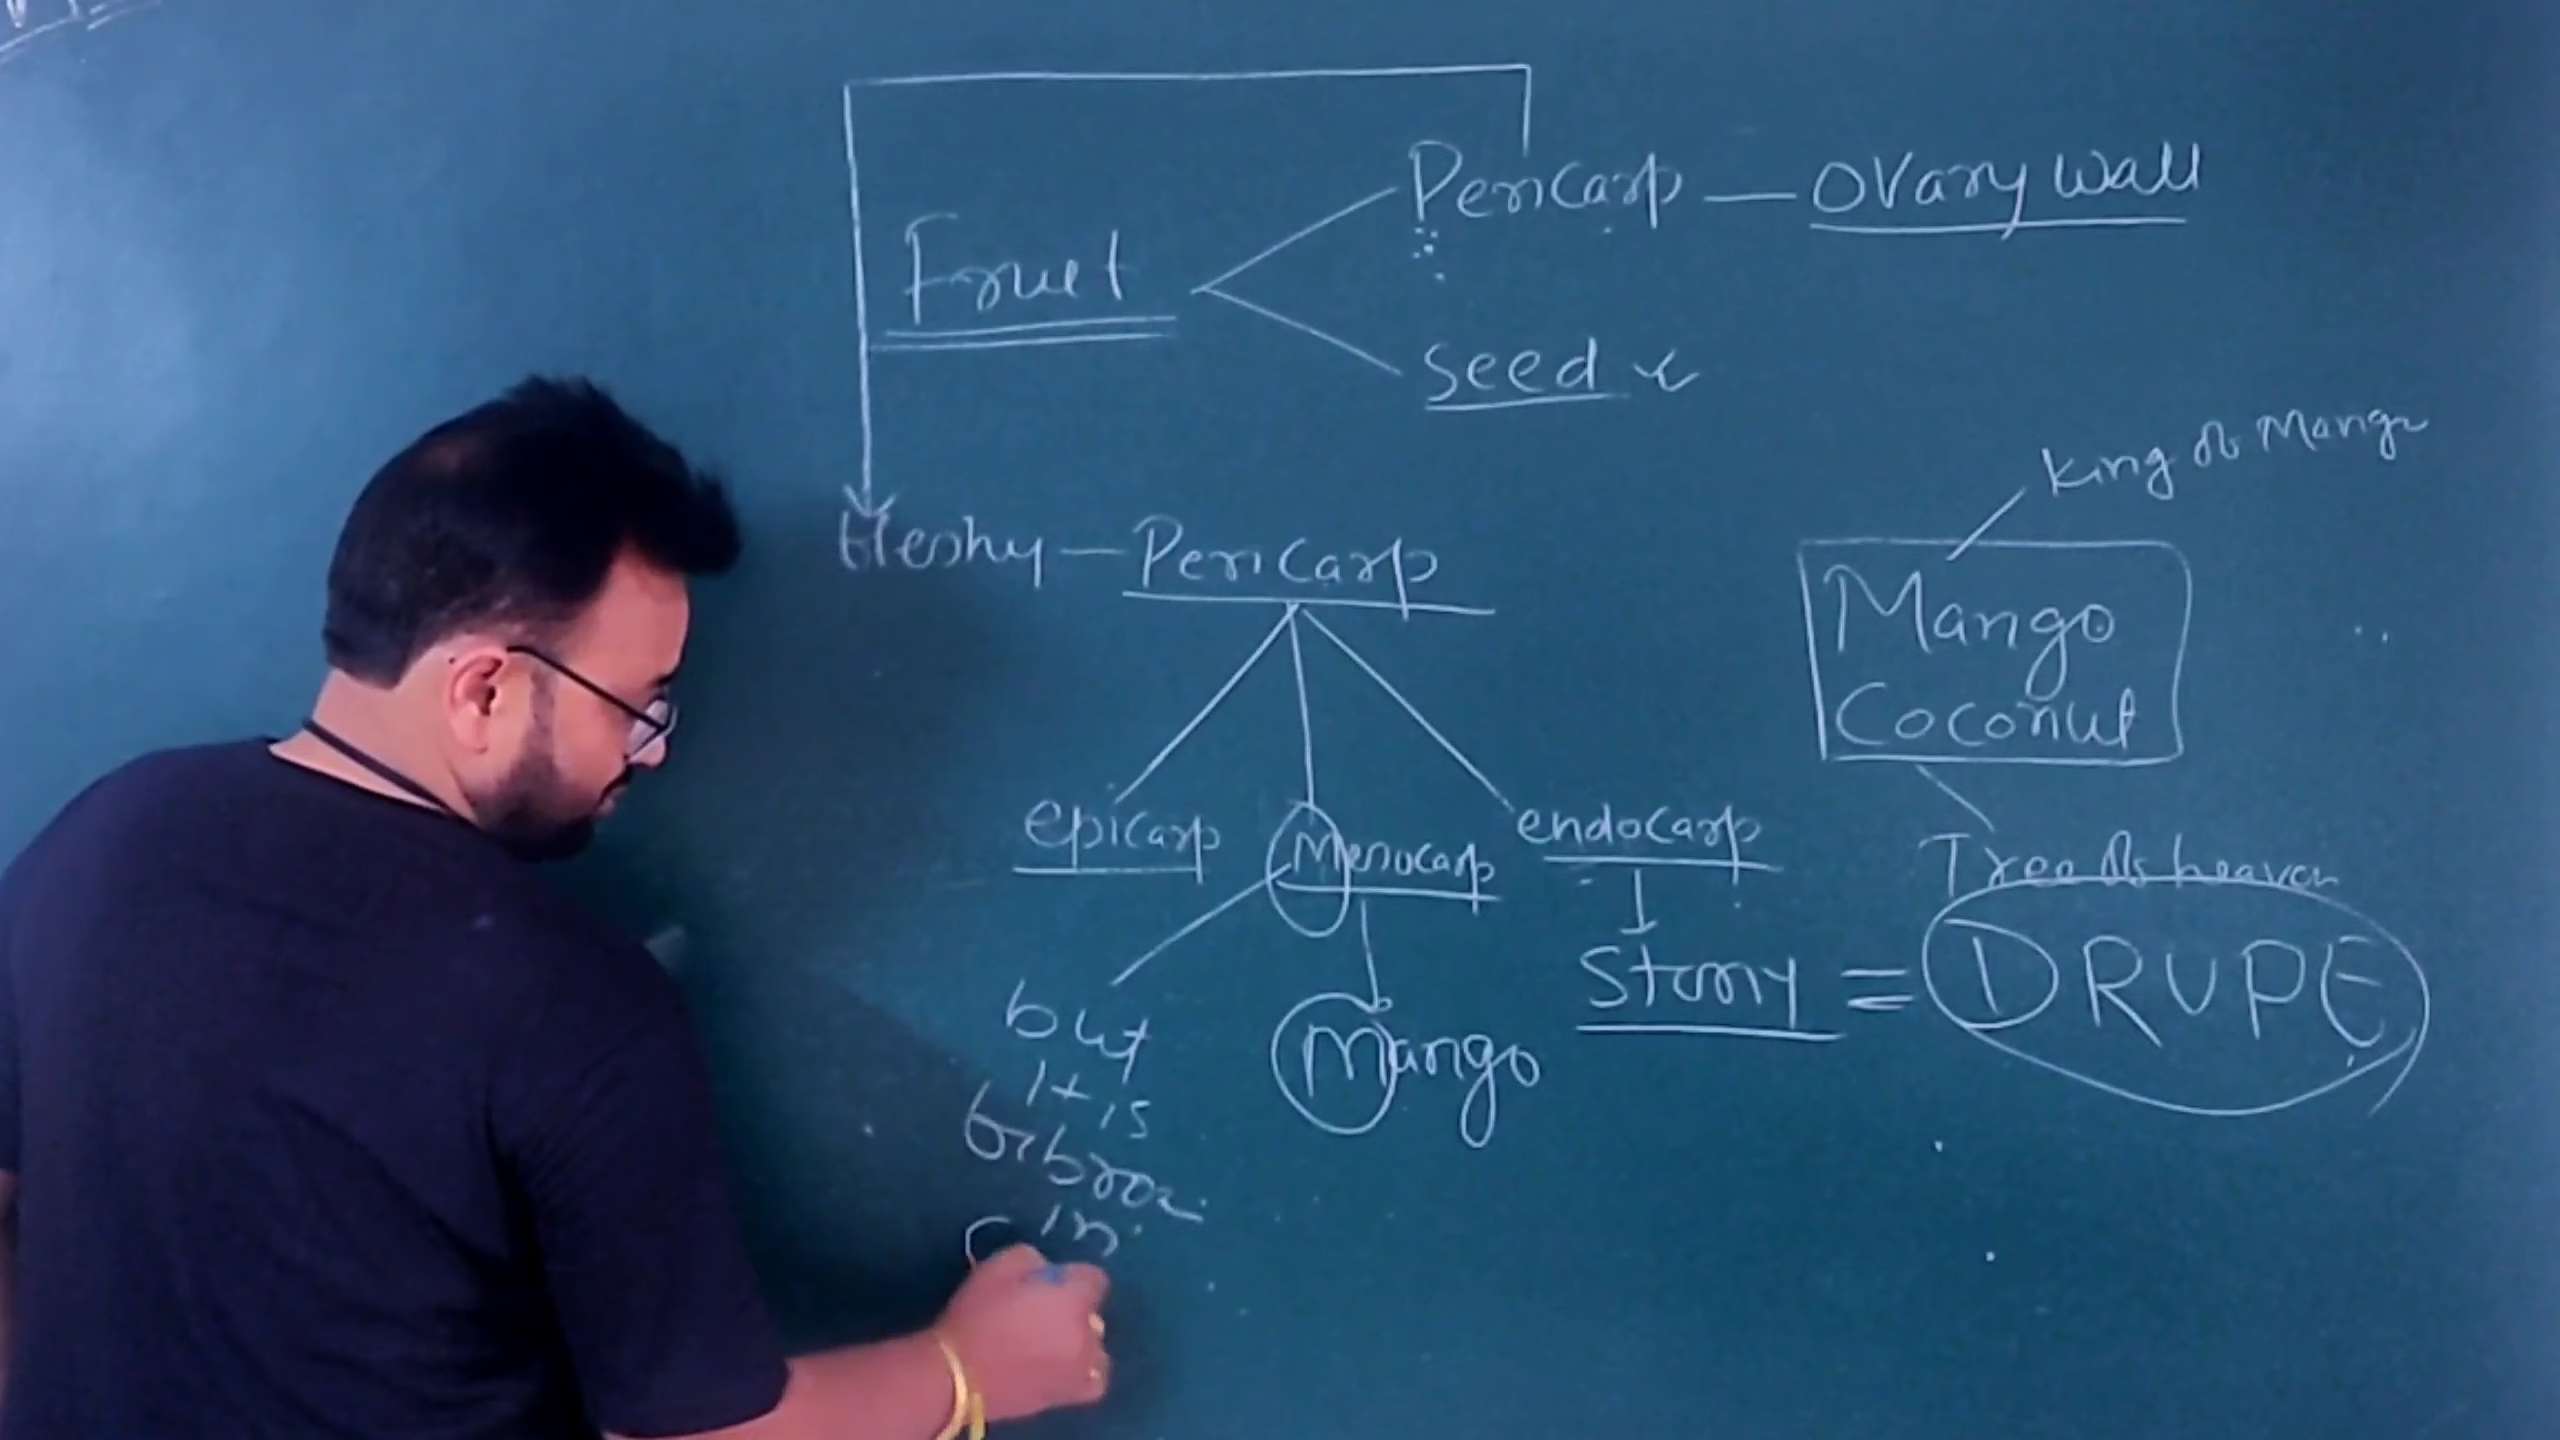 Pericarp — Ovary wall
Fruit
Seed
King of Mango
fleshy — Pericarp
Mango
Coconut
epicarp Mesocarp endocarp
Tree of heaven
Stony = DRUPE
but
it is
Mango
in